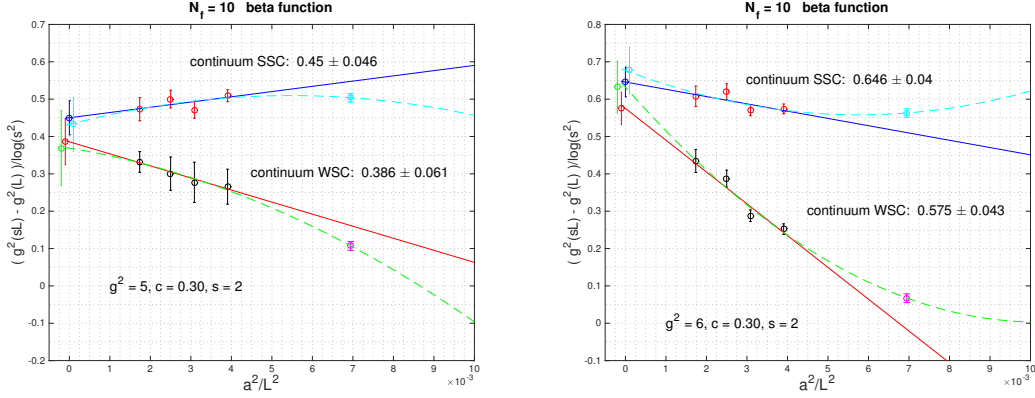 N_f = 10 beta function
0.7
0.6
0.5
0.4
0.3
0.2
0.1
0
-0.1
-0.2
( g^2(sL) - g^2(L) )/log(s^2)
continuum SSC: 0.45 ± 0.046
continuum WSC: 0.386 ± 0.061
g^2 = 5, c = 0.30, s = 2
0 1 2 3 4 5 6 7 8 9 10
×10^-3
a^2/L^2
N_f = 10 beta function
0.8
0.7
0.6
0.5
0.4
0.3
0.2
0.1
0
-0.1
( g^2(sL) - g^2(L) )/log(s^2)
continuum SSC: 0.646 ± 0.04
continuum WSC: 0.575 ± 0.043
g^2 = 6, c = 0.30, s = 2
0 1 2 3 4 5 6 7 8 9 10
×10^-3
a^2/L^2